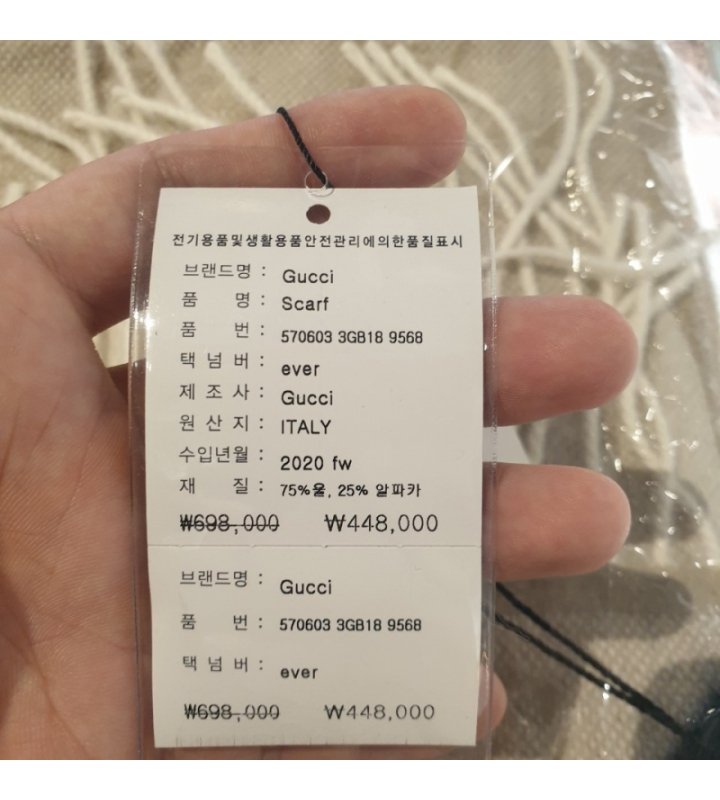 전기용품및생활용품안전관리에의한품질표시
브랜드명 : Gucci
품 명 : Scarf
품 번 : 570603 3GB18 9568
택 넘 버 : ever
제 조 사 : Gucci
원 산 지 : ITALY
수입년월 : 2020 fw
재 질 : 75%울, 25% 알파카
₩698,000 ₩448,000
브랜드명 : Gucci
품 번 : 570603 3GB18 9568
택 넘 버 : ever
₩698,000 ₩448,000